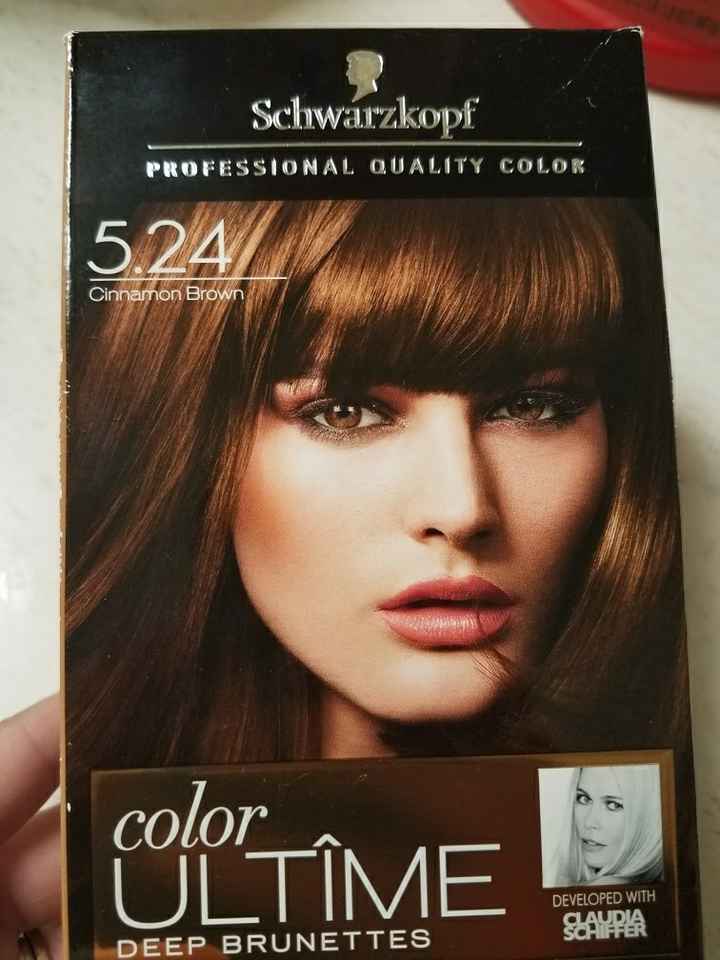 Schwarzkopf
PROFESSIONAL QUALITY COLOR
5.24
Cinnamon Brown
color
ULTÎME
DEEP BRUNETTES
DEVELOPED WITH
CLAUDIA
SCHIFFER